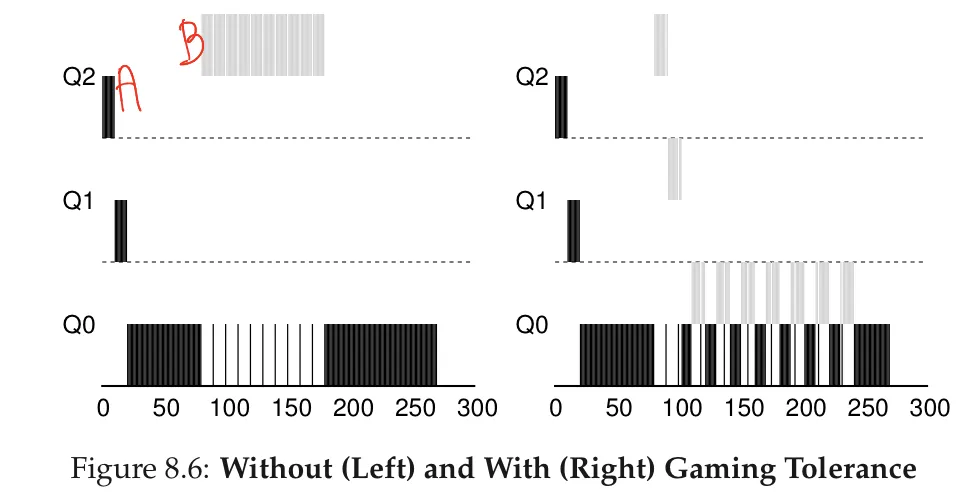 B
Q2 A Q2
Q1 Q1
Q0 Q0
0 50 100 150 200 250 300 0 50 100 150 200 250 300
Figure 8.6: Without (Left) and With (Right) Gaming Tolerance